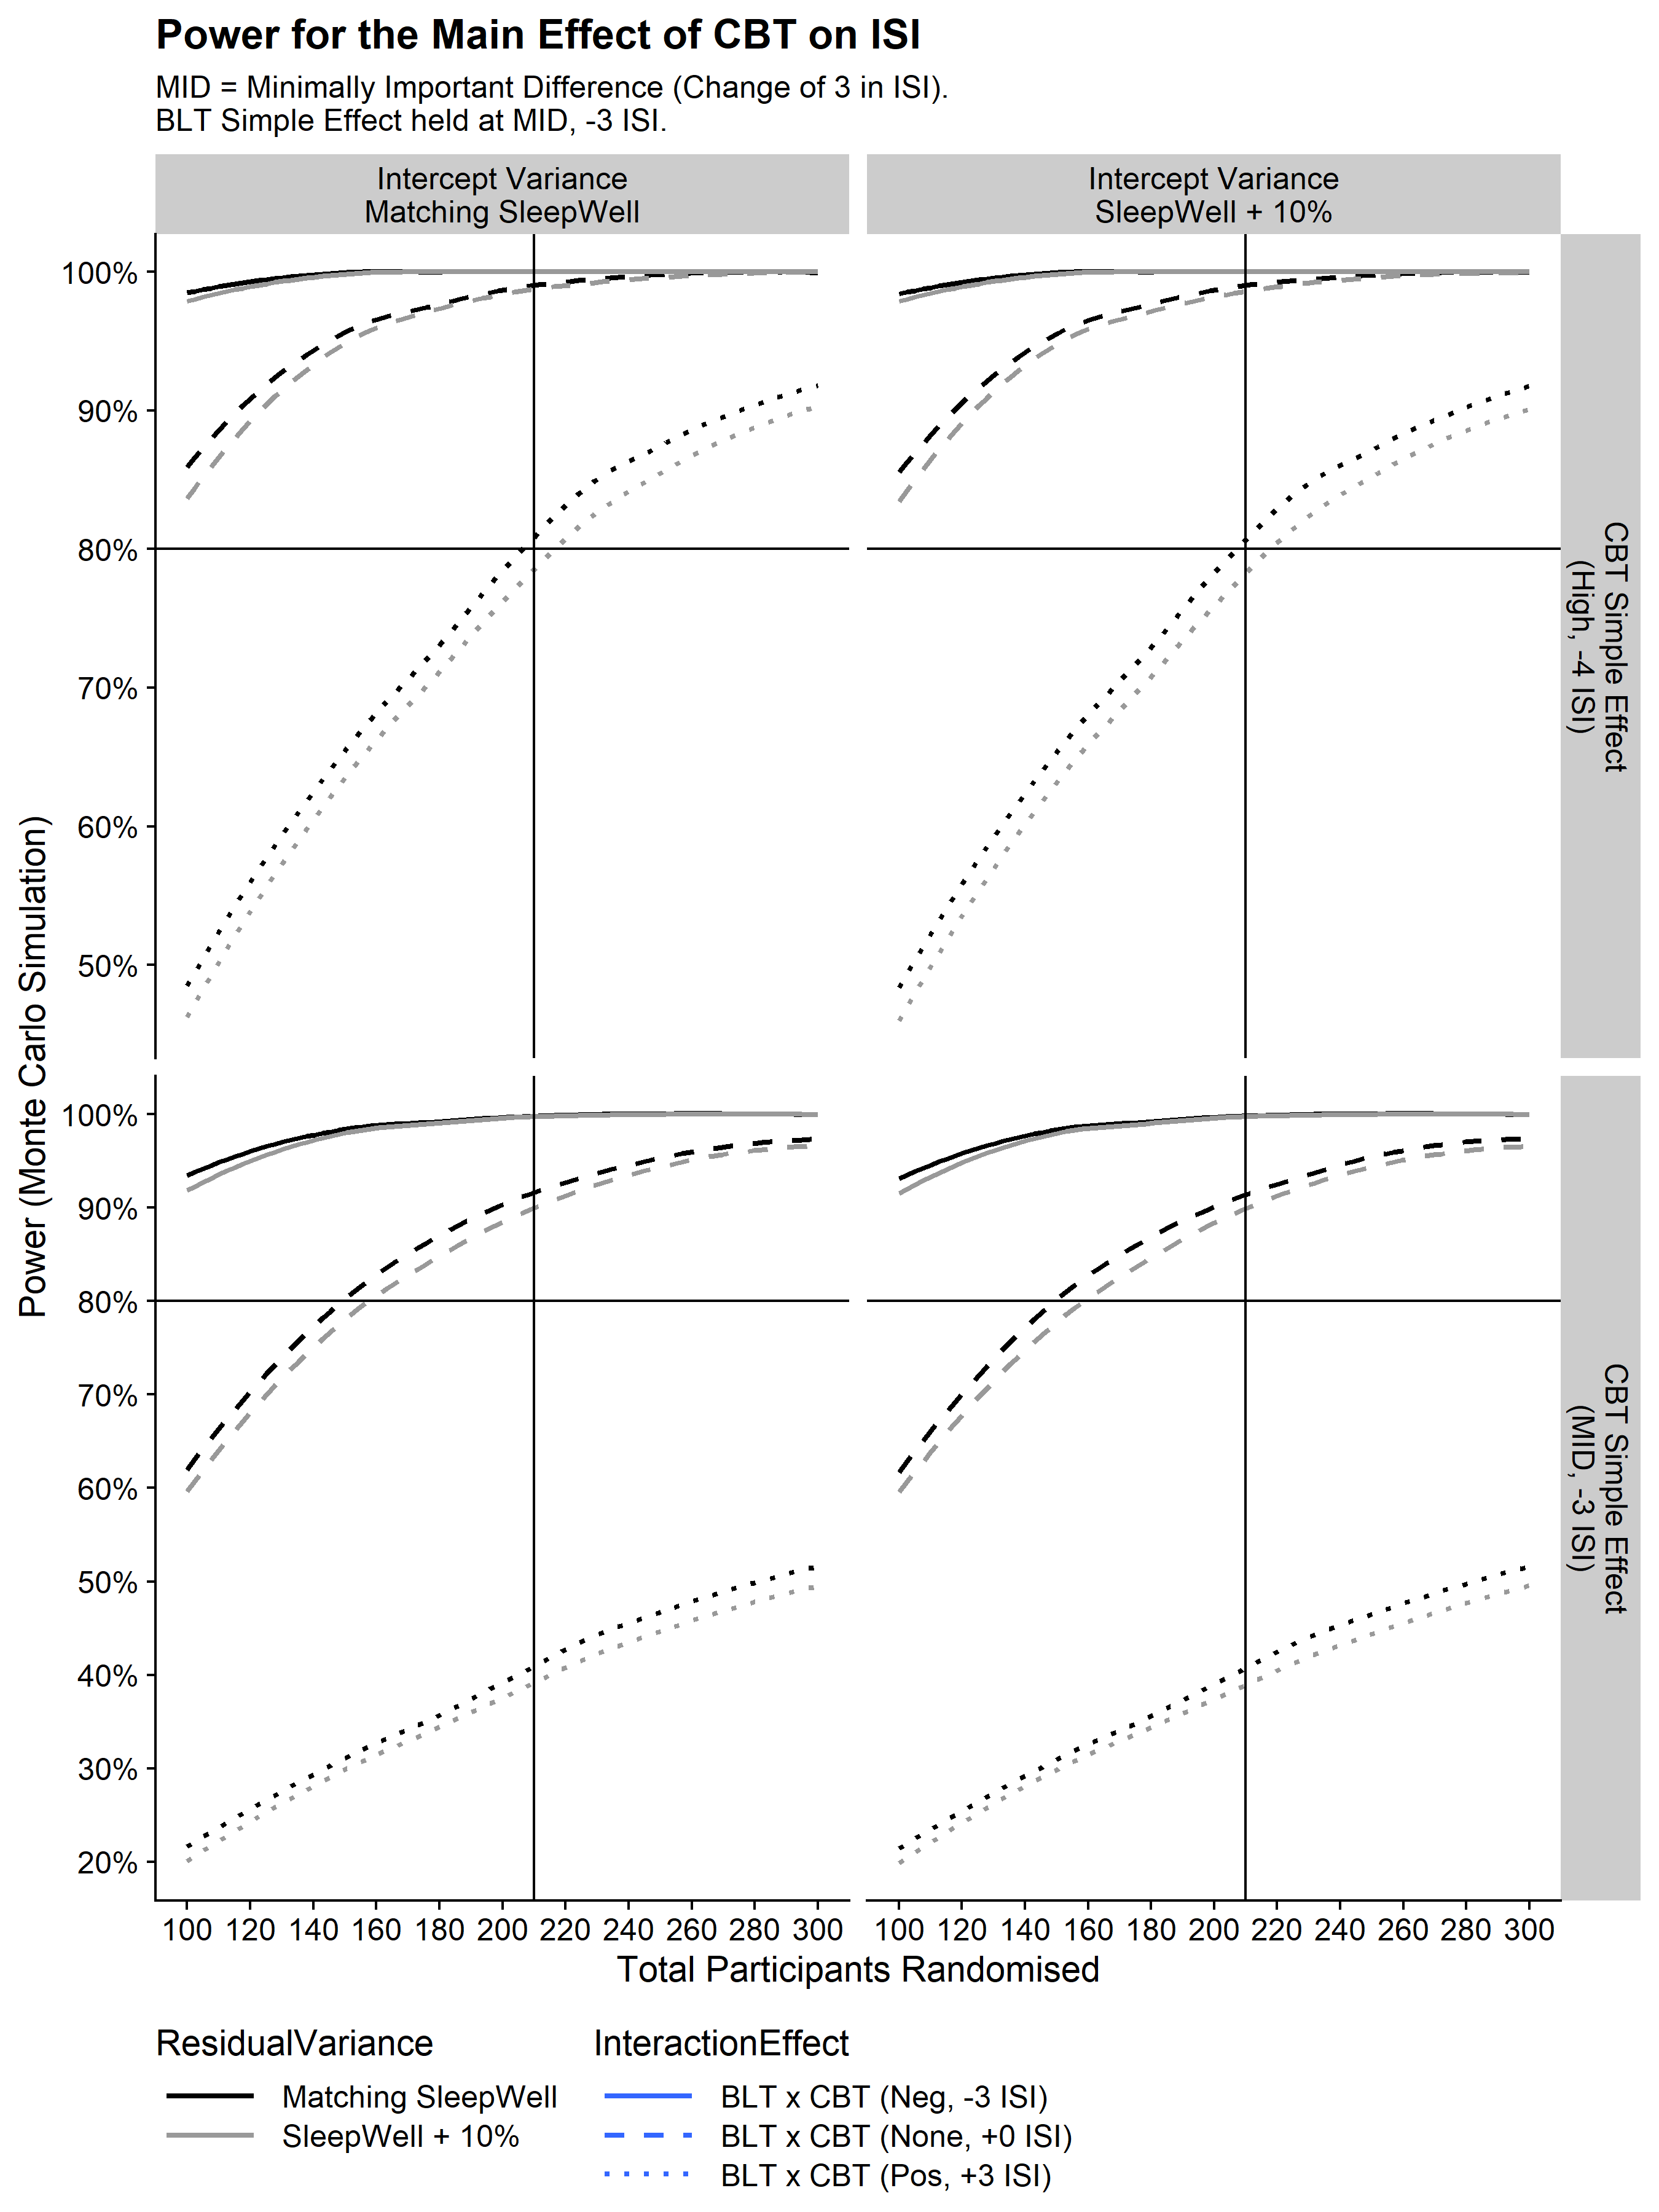 Power for the Main Effect of CBT on ISI
MID = Minimally Important Difference (Change of 3 in ISI).
BLT Simple Effect held at MID, -3 ISI.
Intercept Variance
Matching SleepWell
Intercept Variance
SleepWell + 10%
100%
90%
80%
70%
60%
50%
CBT Simple Effect
(High, -4 ISI)
Power (Monte Carlo Simulation)
100%
90%
80%
70%
60%
50%
40%
30%
20%
CBT Simple Effect
(MID, -3 ISI)
100 120 140 160 180 200 220 240 260 280 300
100 120 140 160 180 200 220 240 260 280 300
Total Participants Randomised
ResidualVariance
Matching SleepWell
SleepWell + 10%
InteractionEffect
BLT x CBT (Neg, -3 ISI)
BLT x CBT (None, +0 ISI)
BLT x CBT (Pos, +3 ISI)